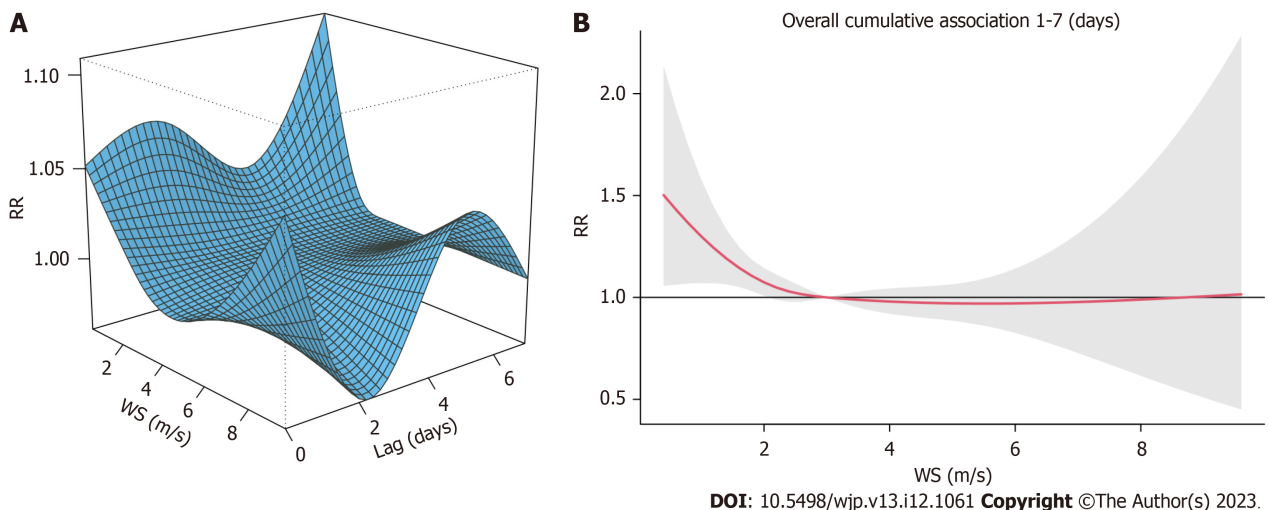 A
1.10
1.05
1.00
RR
2
4
6
8
WS (m/s)
0
2
4
6
Lag (days)
B
Overall cumulative association 1-7 (days)
2.0
1.5
1.0
0.5
RR
2
4
6
8
WS (m/s)
DOI: 10.5498/wjp.v13.i12.1061 Copyright ©The Author(s) 2023.